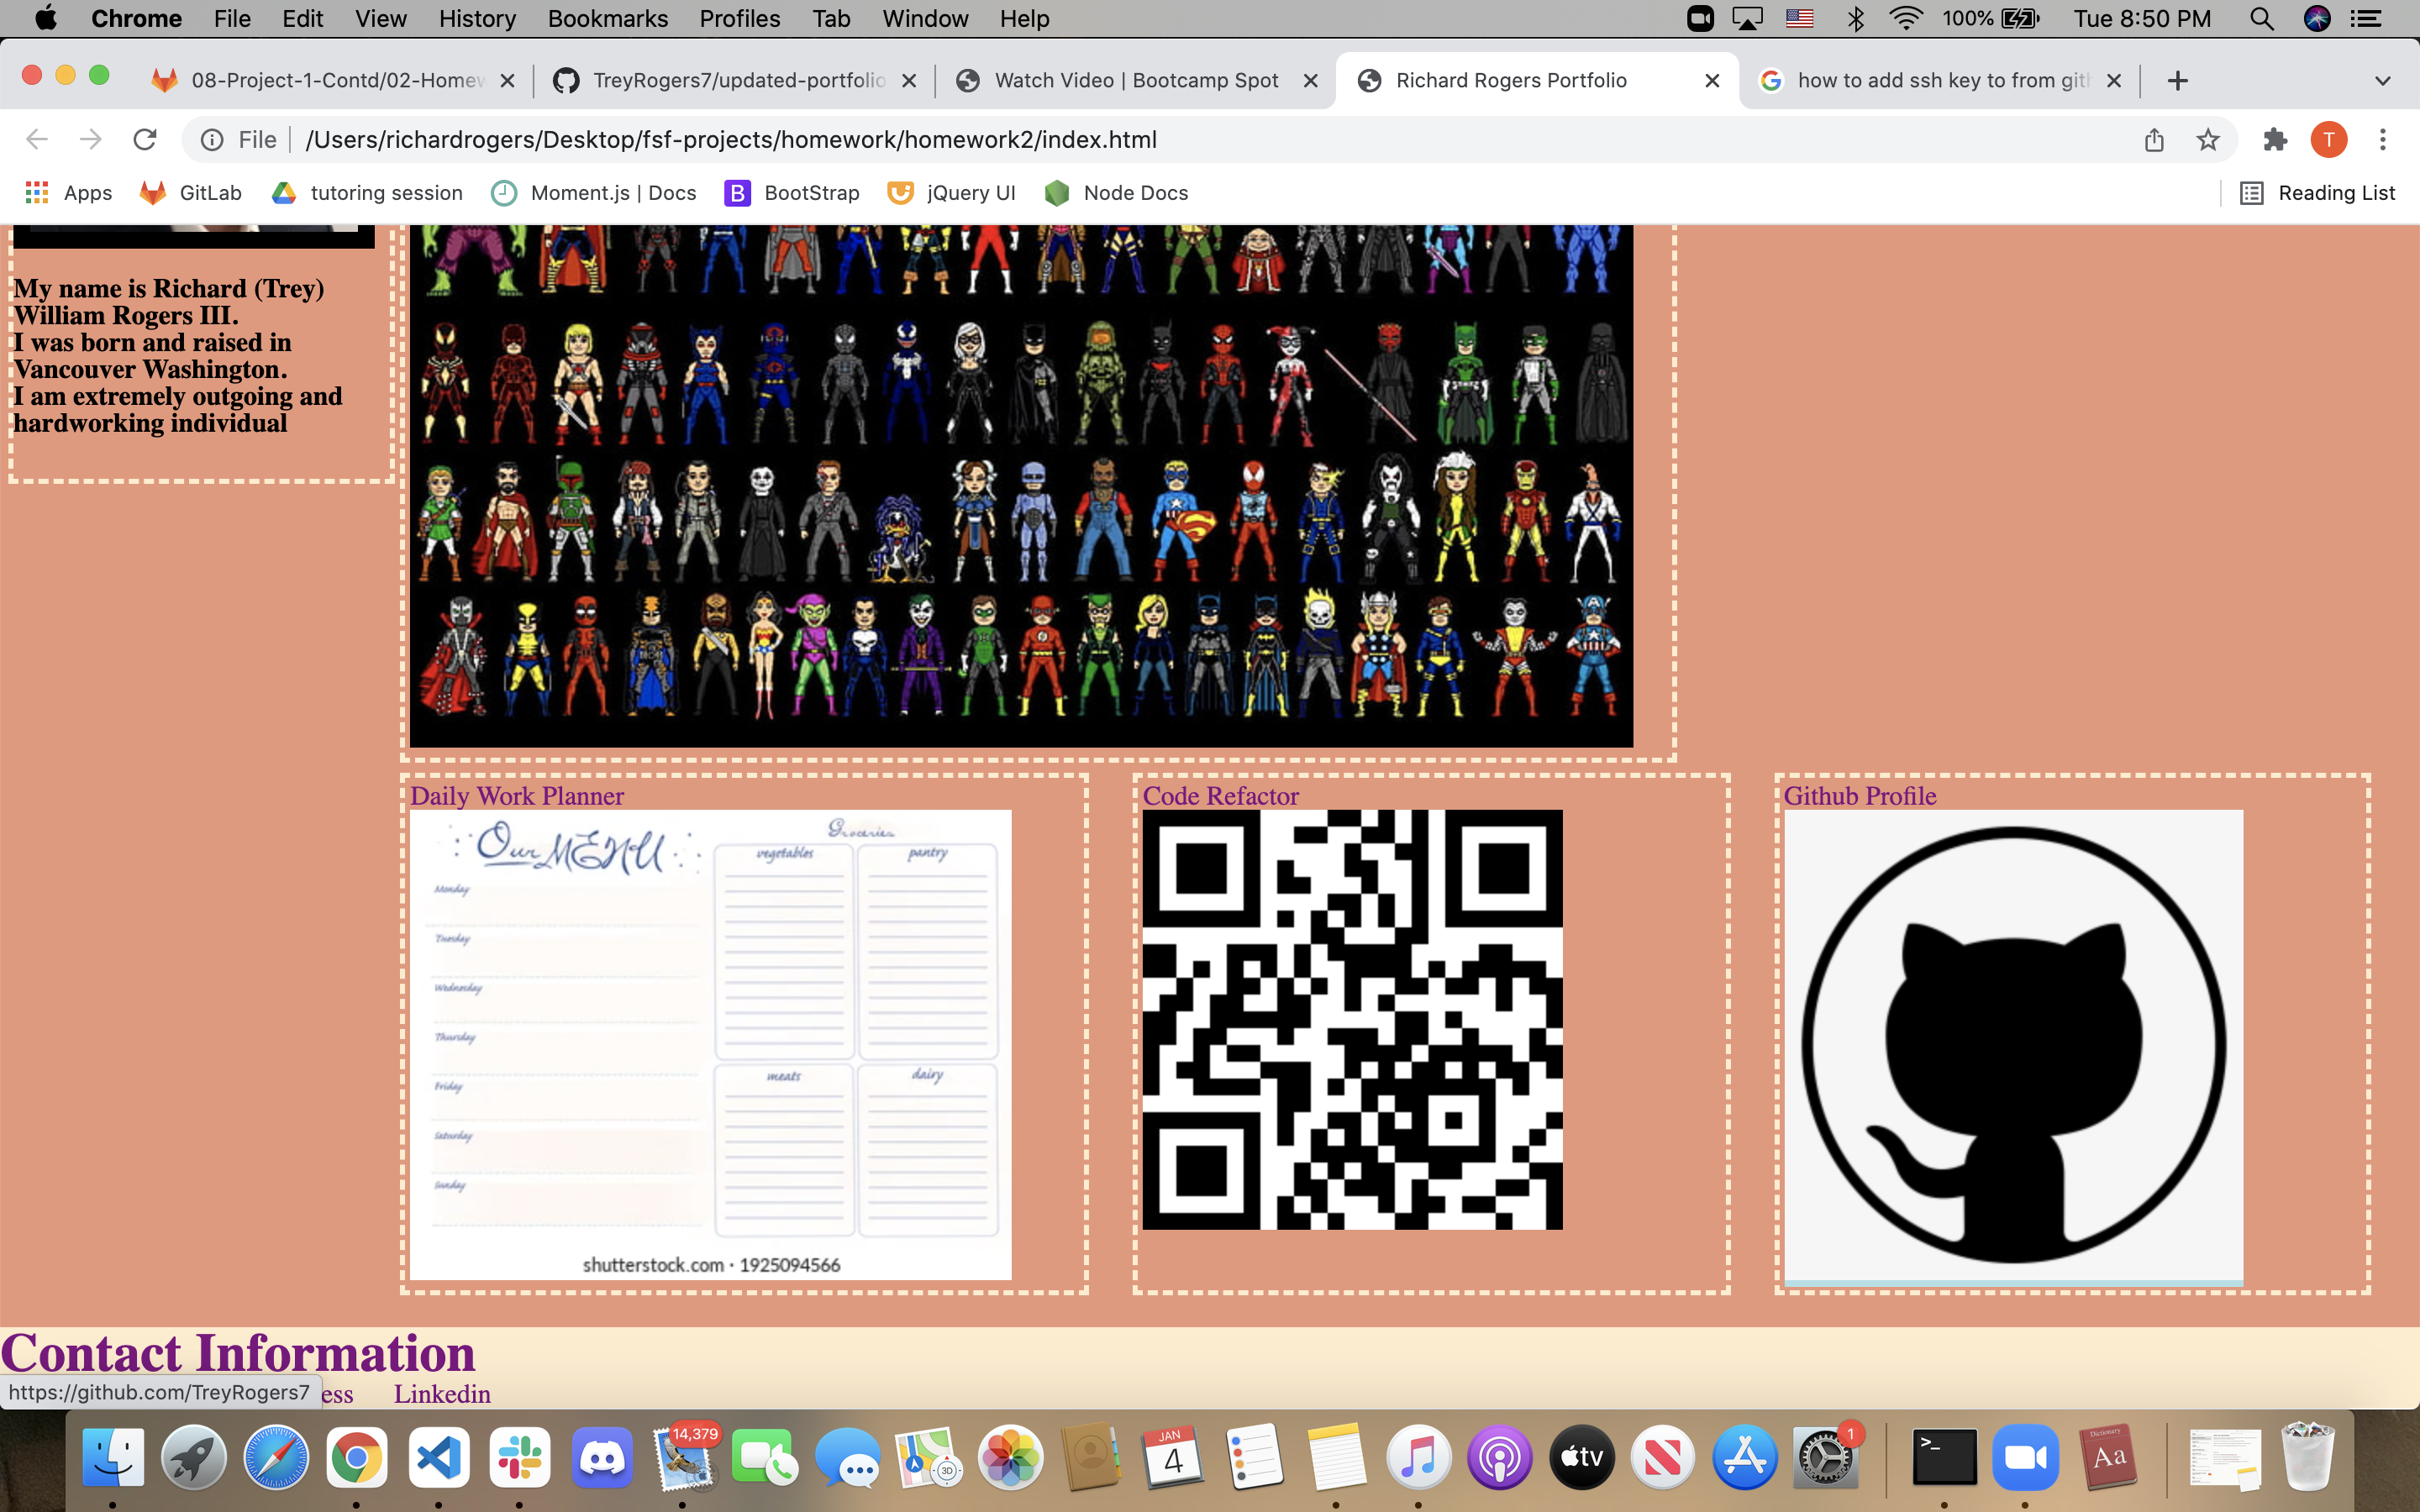 Chrome File Edit View History Bookmarks Profiles Tab Window Help 100% Tue 8:50 PM
08-Project-1-Contd/02-Homew TreyRogers7/updated-portfolio Watch Video | Bootcamp Spot Richard Rogers Portfolio how to add ssh key to from gith
File /Users/richardrogers/Desktop/fsf-projects/homework/homework2/index.html T
Apps GitLab tutoring session Moment.js | Docs BootStrap jQuery UI Node Docs Reading List
My name is Richard (Trey)
William Rogers III.
I was born and raised in
Vancouver Washington.
I am extremely outgoing and
hardworking individual
Daily Work Planner
Our MENU
Monday
Tuesday
Wednesday
Thursday
Friday
Saturday
Sunday
Groceries
vegetables pantry
meats dairy
shutterstock.com · 1925094566
Code Refactor
Github Profile
Contact Information
https://github.com/TreyRogers7 ess Linkedin
14,379
3D
JAN
4
tv
1
>_
Dictionary
Aa